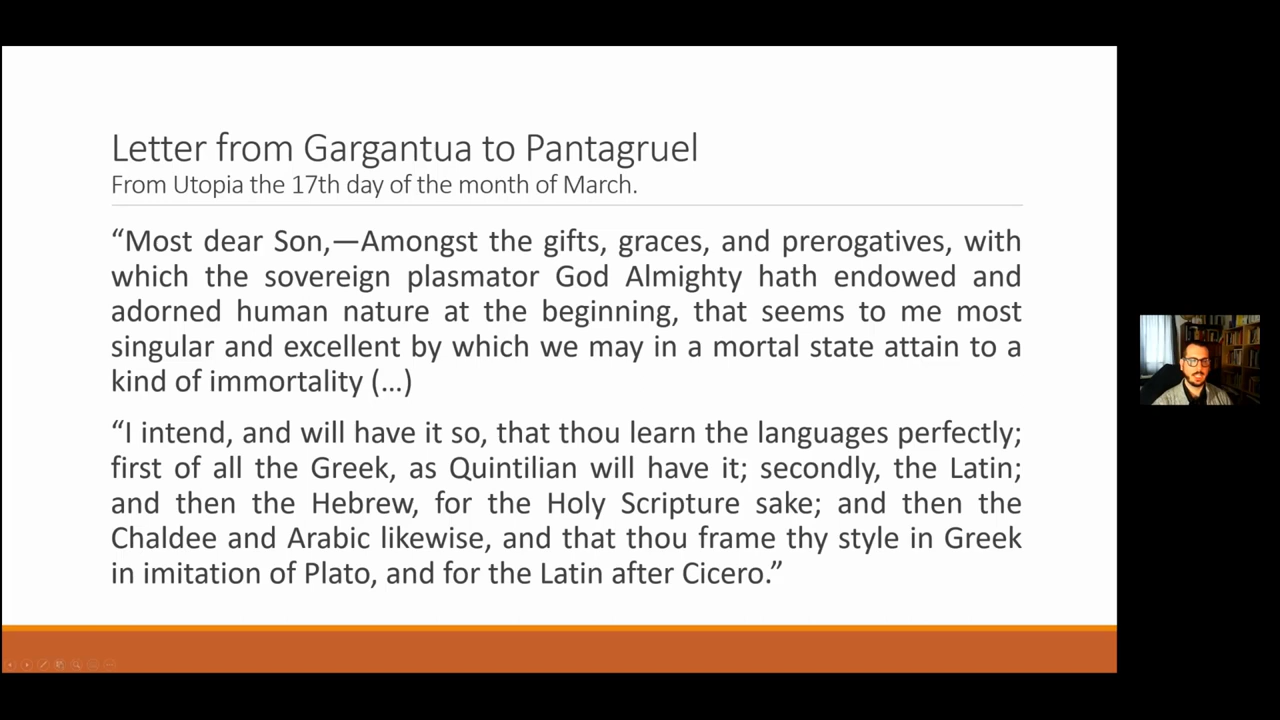 Letter from Gargantua to Pantagruel
From Utopia the 17th day of the month of March.
“Most dear Son,—Amongst the gifts, graces, and prerogatives, with
which the sovereign plasmator God Almighty hath endowed and
adorned human nature at the beginning, that seems to me most
singular and excellent by which we may in a mortal state attain to a
kind of immortality (…)
“I intend, and will have it so, that thou learn the languages perfectly;
first of all the Greek, as Quintilian will have it; secondly, the Latin;
and then the Hebrew, for the Holy Scripture sake; and then the
Chaldee and Arabic likewise, and that thou frame thy style in Greek
in imitation of Plato, and for the Latin after Cicero.”